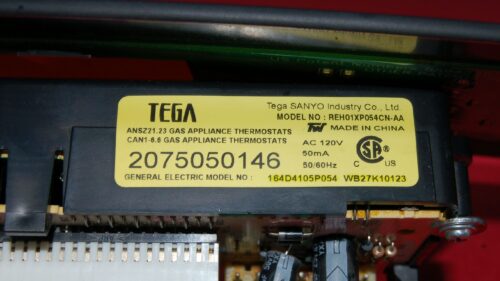 TEGA
Tega SANYO Industry Co., Ltd.
MODEL NO : REH01XP054CN-AA
MADE IN CHINA
ANSZ21.23 GAS APPLIANCE THERMOSTATS
CAN1-6.6 GAS APPLIANCE THERMOSTATS
AC 120V
2075050146
50mA
50/60Hz
SA
C US
GENERAL ELECTRIC MODEL NO : 164D4105P054 WB27K10123